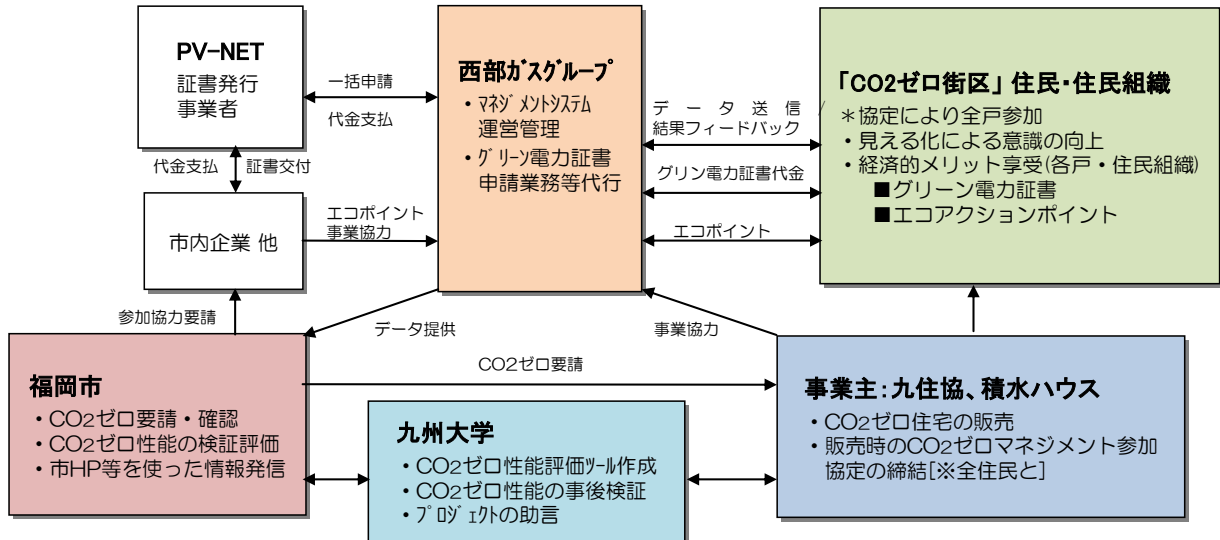 PV-NET
証書発行
事業者
一括申請
代金支払
西部ｶﾞｽｸﾞﾙｰﾌﾟ
・ﾏﾈｼﾞﾒﾝﾄｼｽﾃﾑ
運営管理
・ｸﾞﾘｰﾝ電力証書
申請業務等代行
データ送信/
結果フィードバック
グリン電力証書代金
エコポイント
「CO2ゼロ街区」住民・住民組織
＊協定により全戸参加
・見える化による意識の向上
・経済的メリット享受(各戸・住民組織)
■グリーン電力証書
■エコアクションポイント
代金支払
証書交付
市内企業 他
エコポイント
事業協力
参加協力要請
データ提供
事業協力
福岡市
・CO2ゼロ要請・確認
・CO2ゼロ性能の検証評価
・市HP等を使った情報発信
CO2ゼロ要請
九州大学
・CO2ゼロ性能評価ﾂｰﾙ作成
・CO2ゼロ性能の事後検証
・ﾌﾟﾛｼﾞｪｸﾄの助言
事業主：九住協、積水ハウス
・CO2ゼロ住宅の販売
・販売時のCO2ゼロマネジメント参加
協定の締結[※全住民と]